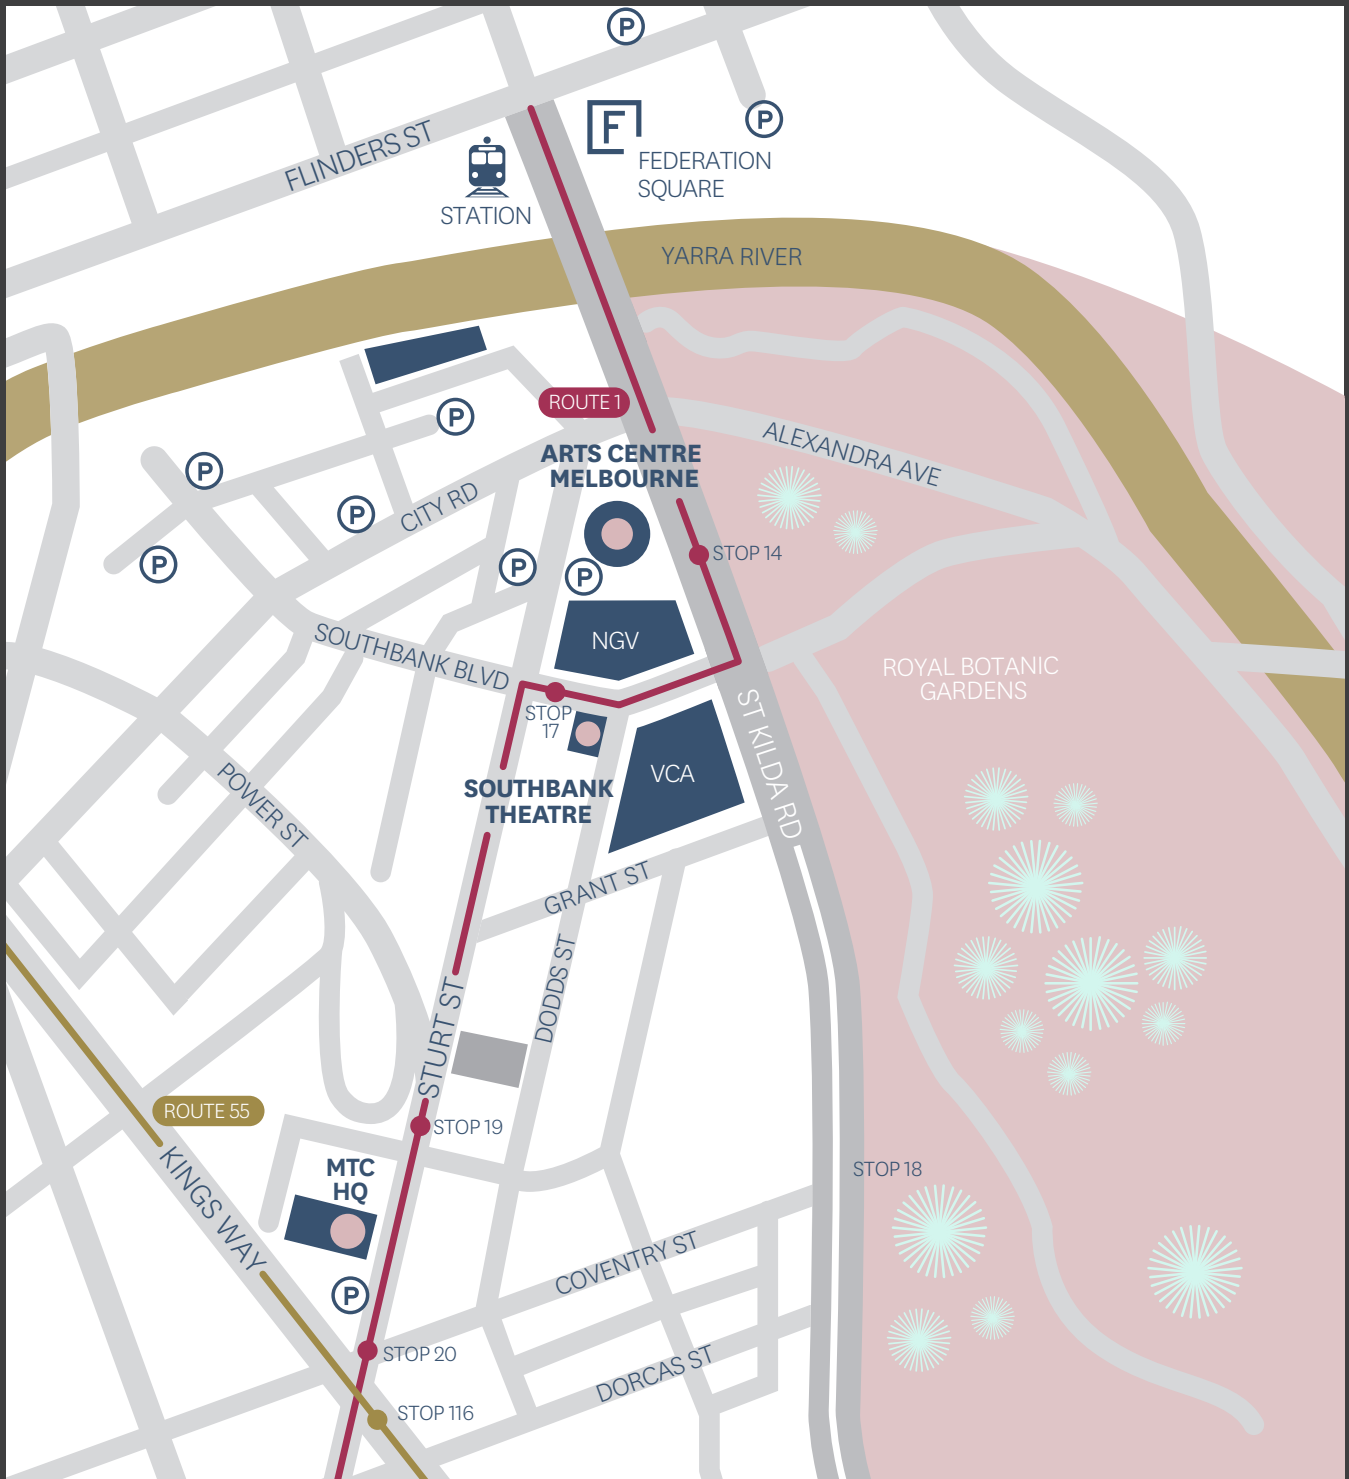 P
F
P
FLINDERS ST
FEDERATION
SQUARE
STATION
YARRA RIVER
ROUTE 1
P
ALEXANDRA AVE
ARTS CENTRE
MELBOURNE
P
CITY RD
P
STOP 14
P
P
P
NGV
SOUTHBANK BLVD
ROYAL BOTANIC
GARDENS
STOP
17
ST KILDA RD
VCA
POWER ST
SOUTHBANK
THEATRE
GRANT ST
DODDS ST
STURT ST
ROUTE 55
STOP 19
KINGS WAY
MTC
HQ
STOP 18
COVENTRY ST
P
STOP 20
DORCAS ST
STOP 116